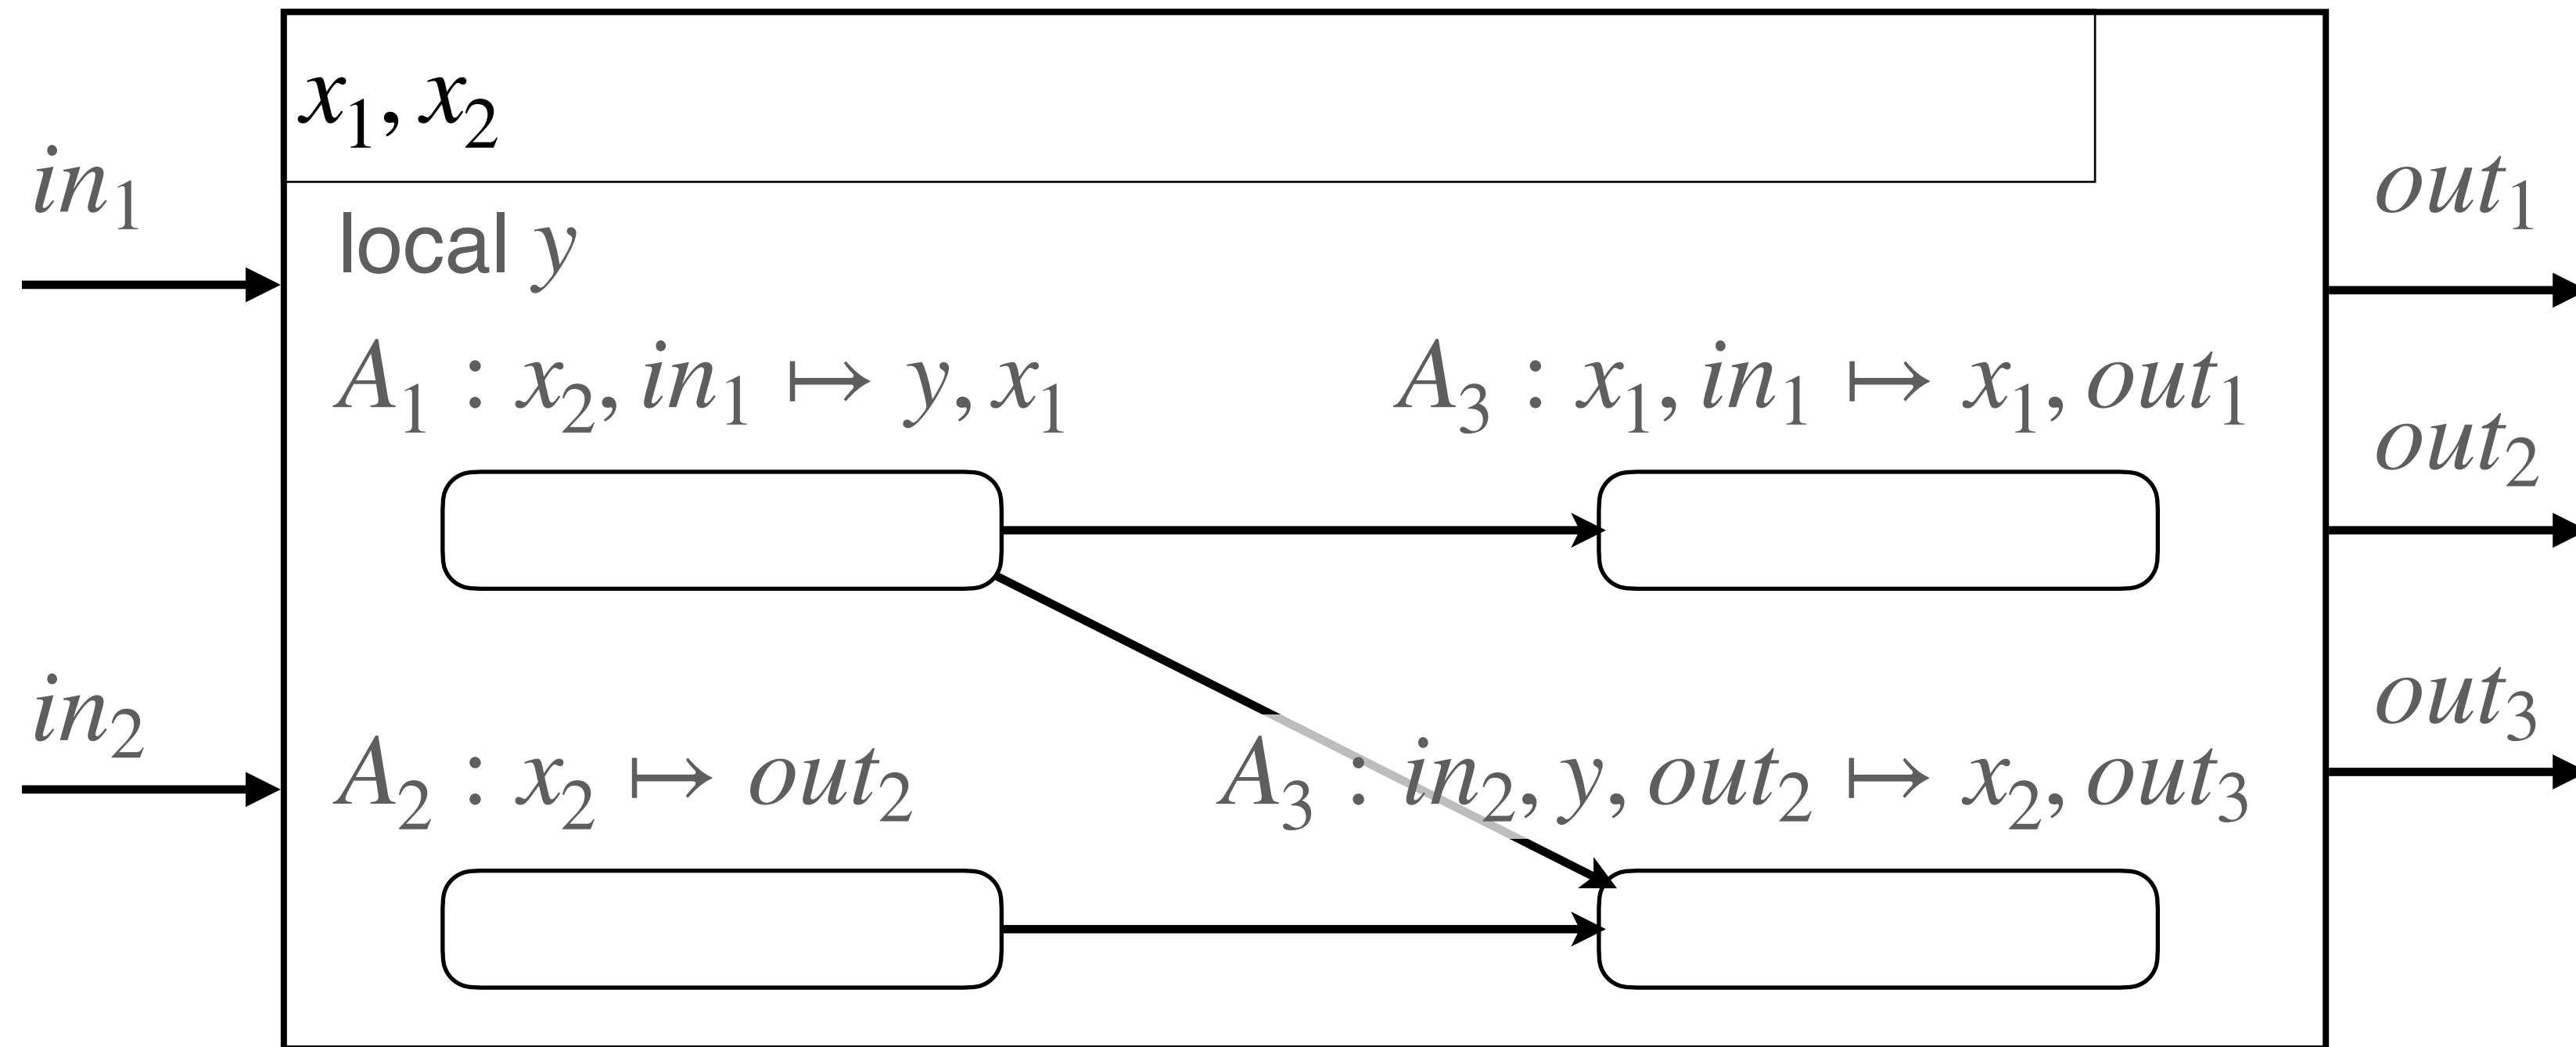 x₁, x₂
in₁
out₁
local y
A₁ : x₂, in₁ ↦ y, x₁
A₃ : x₁, in₁ ↦ x₁, out₁
out₂
in₂
out₃
A₂ : x₂ ↦ out₂
A₃ : in₂, y, out₂ ↦ x₂, out₃